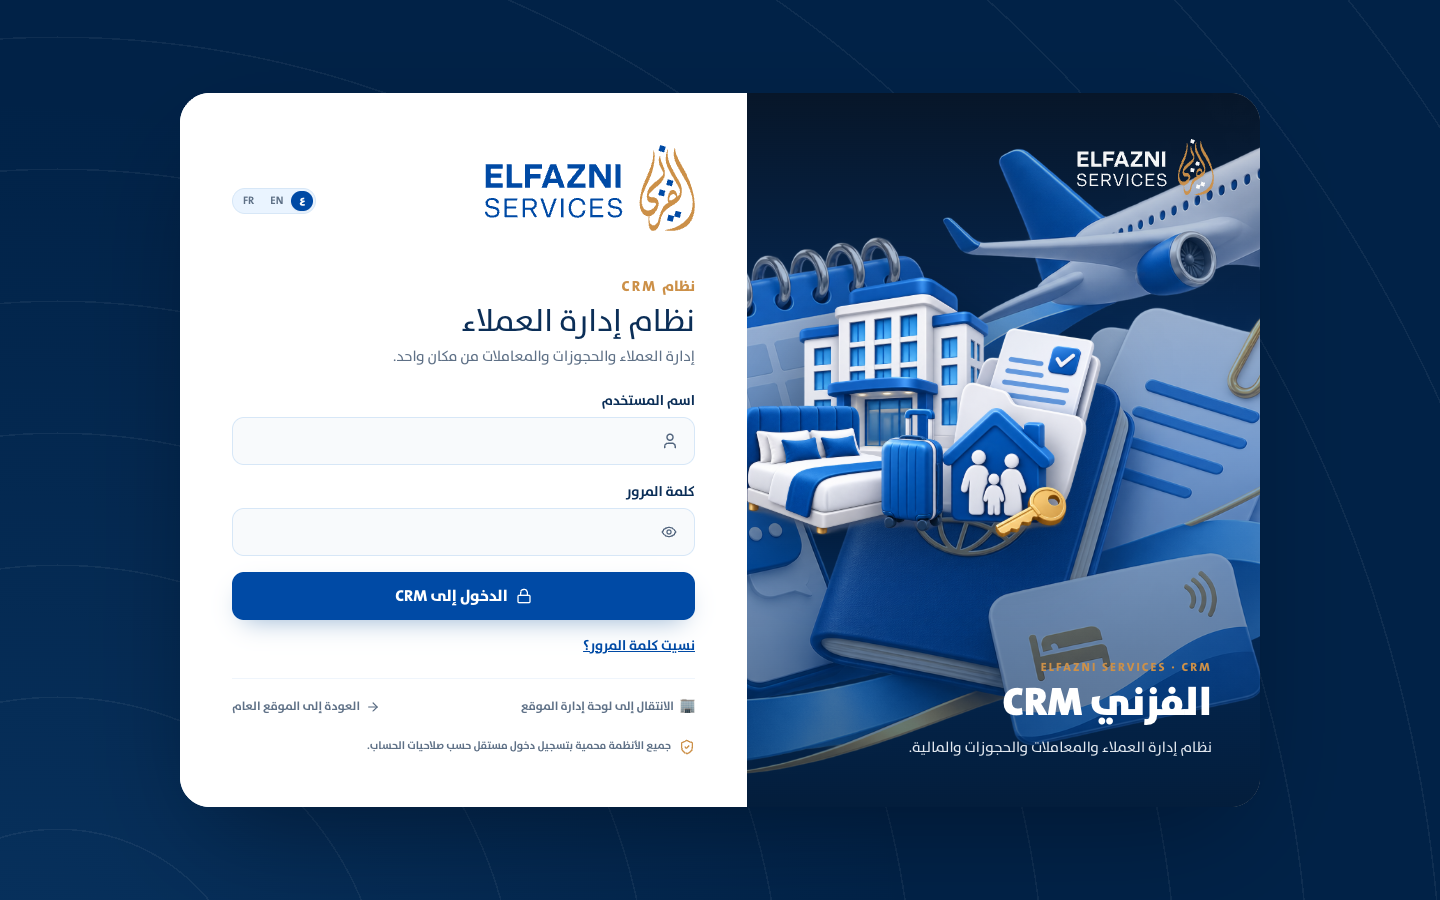 ELFAZNI
SERVICES
الفزني
FR EN ع
نظام CRM
نظام إدارة العملاء
إدارة العملاء والحجوزات والمعاملات من مكان واحد.
اسم المستخدم
كلمة المرور
الدخول إلى CRM
نسيت كلمة المرور؟
الانتقال إلى لوحة إدارة الموقع
العودة إلى الموقع العام
جميع الأنظمة محمية بتسجيل دخول مستقل حسب صلاحيات الحساب.
ELFAZNI
SERVICES
الفزني
ELFAZNI SERVICES · CRM
الفزني CRM
نظام إدارة العملاء والمعاملات والحجوزات والمالية.